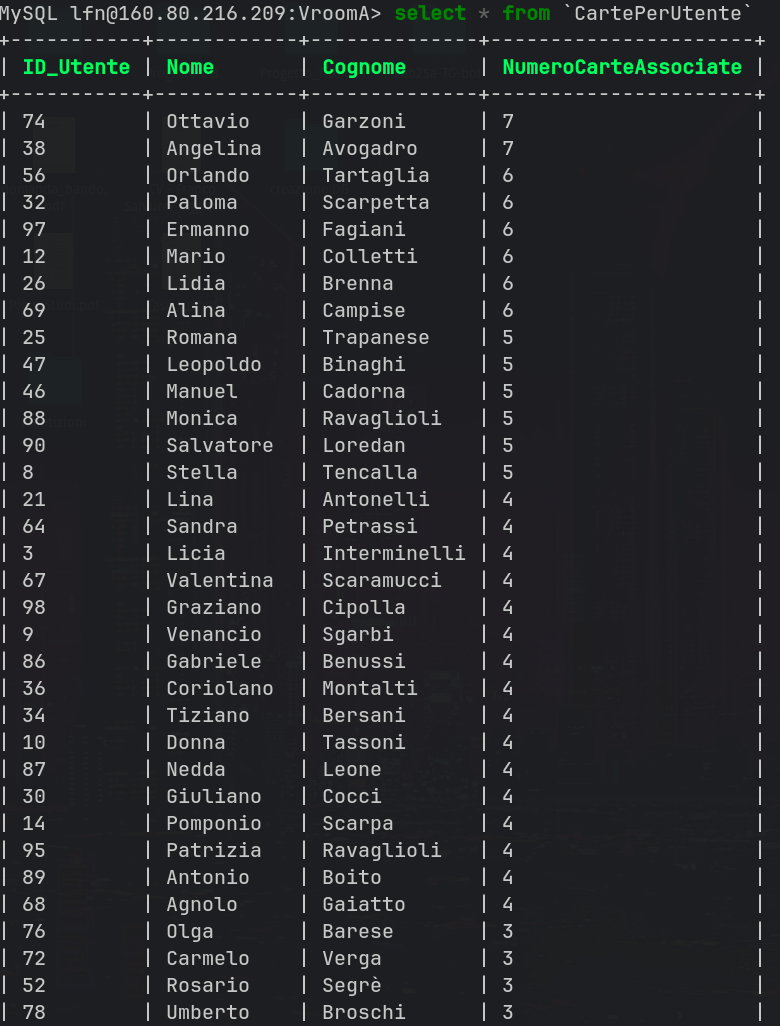 MySQL lfn@160.80.216.209:VroomA> select * from `CartePerUtente`
+-----------+------------+--------------+----------------------+
| ID_Utente | Nome | Cognome | NumeroCarteAssociate |
+-----------+------------+--------------+----------------------+
| 74 | Ottavio | Garzoni | 7 |
| 38 | Angelina | Avogadro | 7 |
| 56 | Orlando | Tartaglia | 6 |
| 32 | Paloma | Scarpetta | 6 |
| 97 | Ermanno | Fagiani | 6 |
| 12 | Mario | Colletti | 6 |
| 26 | Lidia | Brenna | 6 |
| 69 | Alina | Campise | 6 |
| 25 | Romana | Trapanese | 5 |
| 47 | Leopoldo | Binaghi | 5 |
| 46 | Manuel | Cadorna | 5 |
| 88 | Monica | Ravaglioli | 5 |
| 90 | Salvatore | Loredan | 5 |
| 8 | Stella | Tencalla | 5 |
| 21 | Lina | Antonelli | 4 |
| 64 | Sandra | Petrassi | 4 |
| 3 | Licia | Interminelli | 4 |
| 67 | Valentina | Scaramucci | 4 |
| 98 | Graziano | Cipolla | 4 |
| 9 | Venancio | Sgarbi | 4 |
| 86 | Gabriele | Benussi | 4 |
| 36 | Coriolano | Montalti | 4 |
| 34 | Tiziano | Bersani | 4 |
| 10 | Donna | Tassoni | 4 |
| 87 | Nedda | Leone | 4 |
| 30 | Giuliano | Cocci | 4 |
| 14 | Pomponio | Scarpa | 4 |
| 95 | Patrizia | Ravaglioli | 4 |
| 89 | Antonio | Boito | 4 |
| 68 | Agnolo | Gaiatto | 4 |
| 76 | Olga | Barese | 3 |
| 72 | Carmelo | Verga | 3 |
| 52 | Rosario | Segrè | 3 |
| 78 | Umberto | Broschi | 3 |